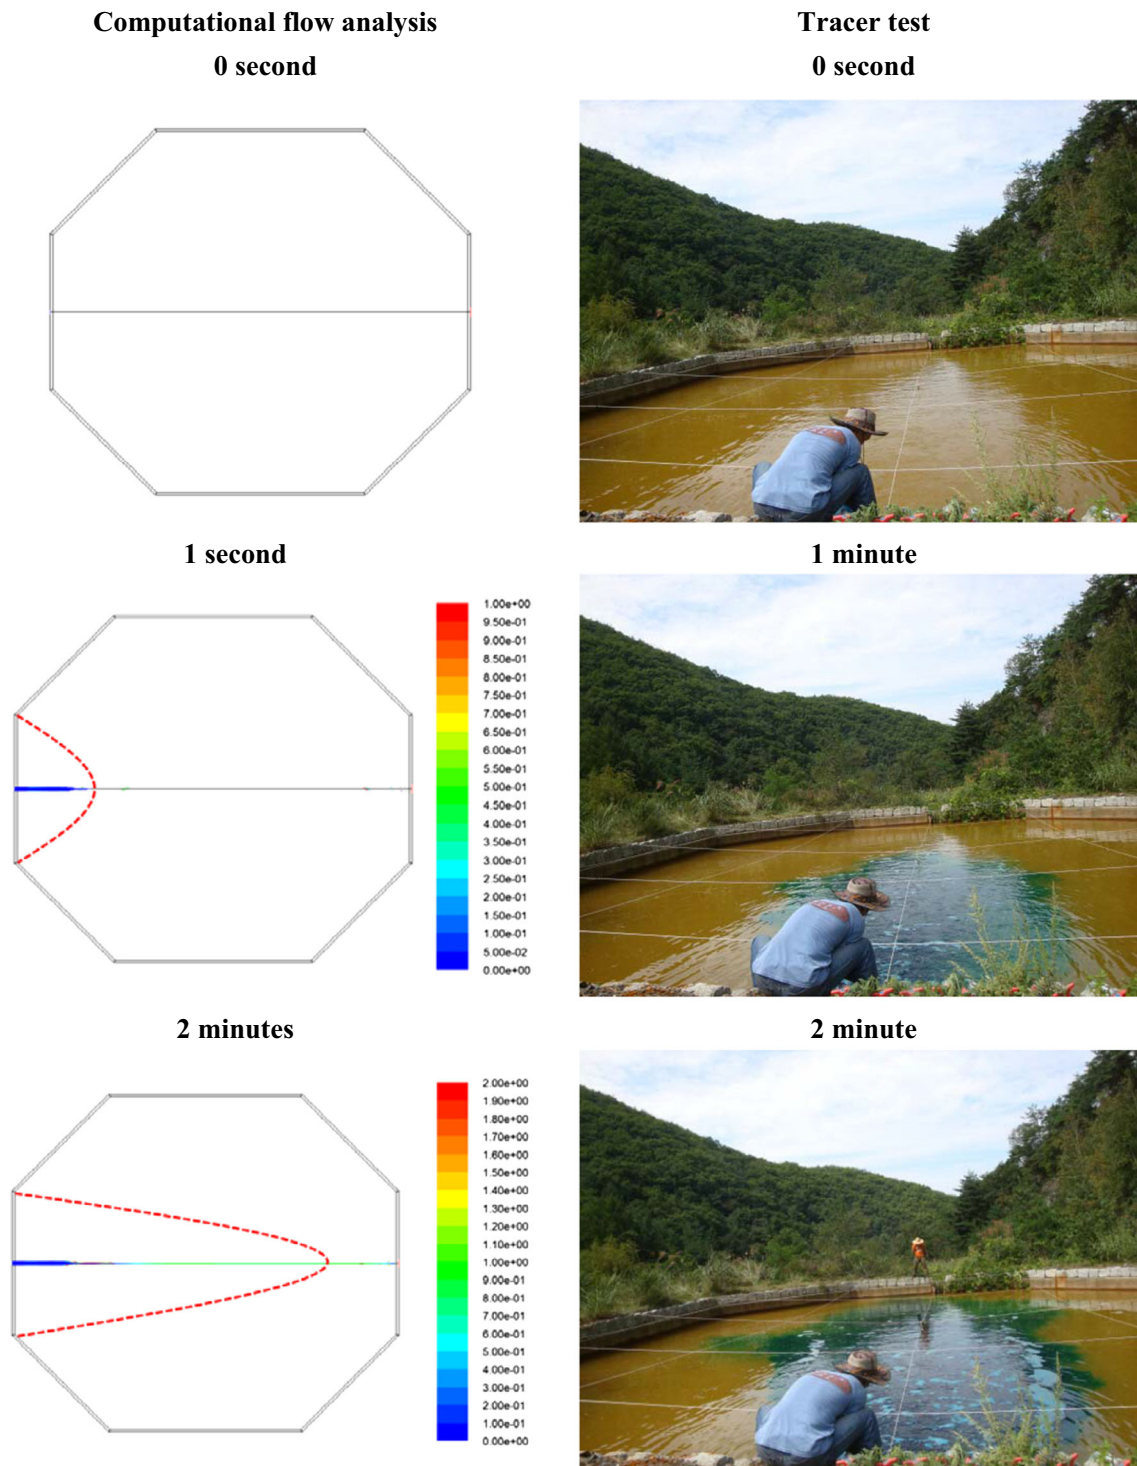 Computational flow analysis
Tracer test
0 second
0 second
1 second
1 minute
1.00e+00
9.50e-01
9.00e-01
8.50e-01
8.00e-01
7.50e-01
7.00e-01
6.50e-01
6.00e-01
5.50e-01
5.00e-01
4.50e-01
4.00e-01
3.50e-01
3.00e-01
2.50e-01
2.00e-01
1.50e-01
1.00e-01
5.00e-02
0.00e+00
2 minutes
2 minute
2.00e+00
1.90e+00
1.80e+00
1.70e+00
1.60e+00
1.50e+00
1.40e+00
1.30e+00
1.20e+00
1.10e+00
1.00e+00
9.00e-01
8.00e-01
7.00e-01
6.00e-01
5.00e-01
4.00e-01
3.00e-01
2.00e-01
1.00e-01
0.00e+00